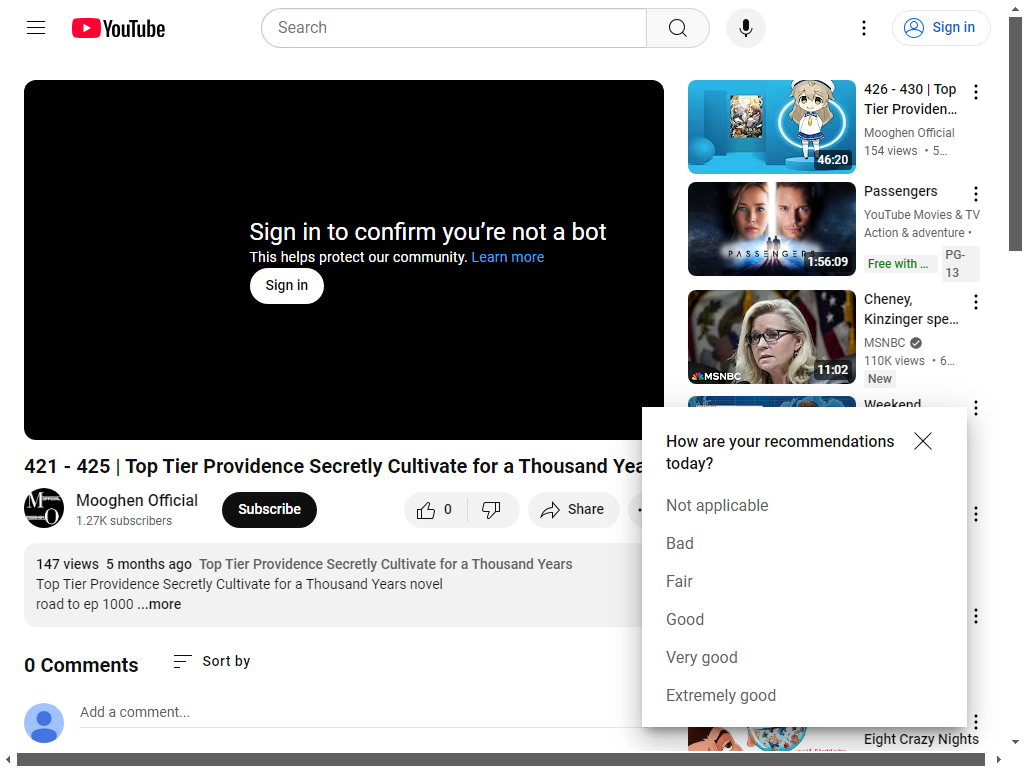 YouTube
Search
Sign in
Sign in to confirm you’re not a bot
This helps protect our community. Learn more
Sign in
421 - 425 | Top Tier Providence Secretly Cultivate for a Thousand Yea
Mooghen Official
1.27K subscribers
Subscribe
0
Share
147 views 5 months ago Top Tier Providence Secretly Cultivate for a Thousand Years
Top Tier Providence Secretly Cultivate for a Thousand Years novel
road to ep 1000 ...more
0 Comments
Sort by
Add a comment...
46:20
426 - 430 | Top
Tier Providen…
Mooghen Official
154 views • 5…
PASSENGERS
1:56:09
Passengers
YouTube Movies & TV
Action & adventure •
Free with …
PG-
13
MSNBC
11:02
Cheney,
Kinzinger spe…
MSNBC
110K views • 6…
New
Weekend
How are your recommendations
today?
Not applicable
Bad
Fair
Good
Very good
Extremely good
Eight Crazy Nights